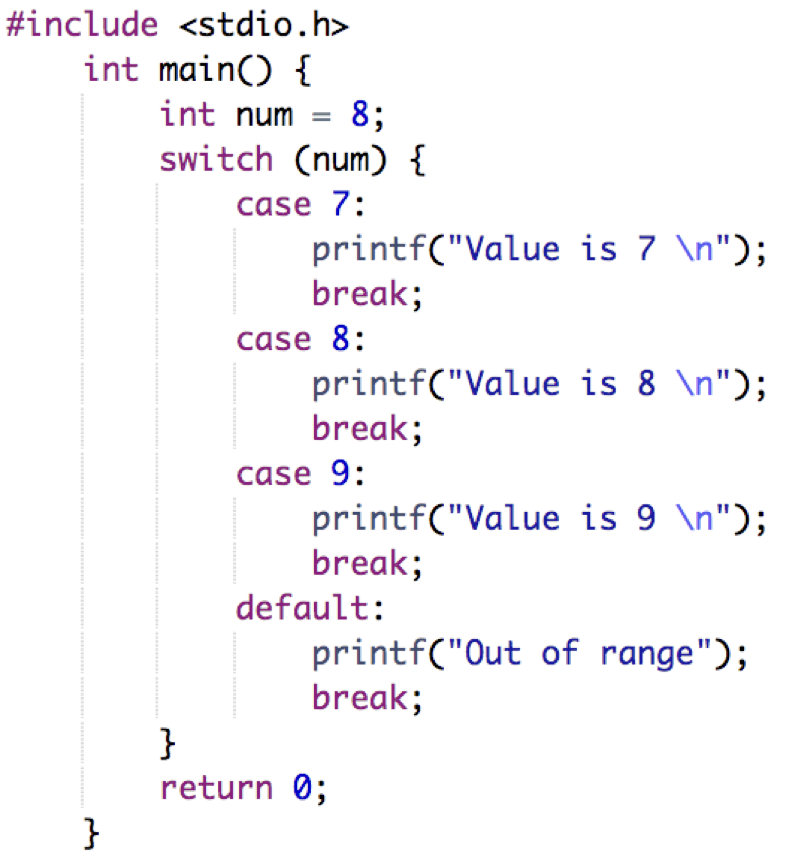 #include <stdio.h>
    int main() {
        int num = 8;
        switch (num) {
            case 7:
                printf("Value is 7 \n");
                break;
            case 8:
                printf("Value is 8 \n");
                break;
            case 9:
                printf("Value is 9 \n");
                break;
            default:
                printf("Out of range");
                break;
        }
        return 0;
    }